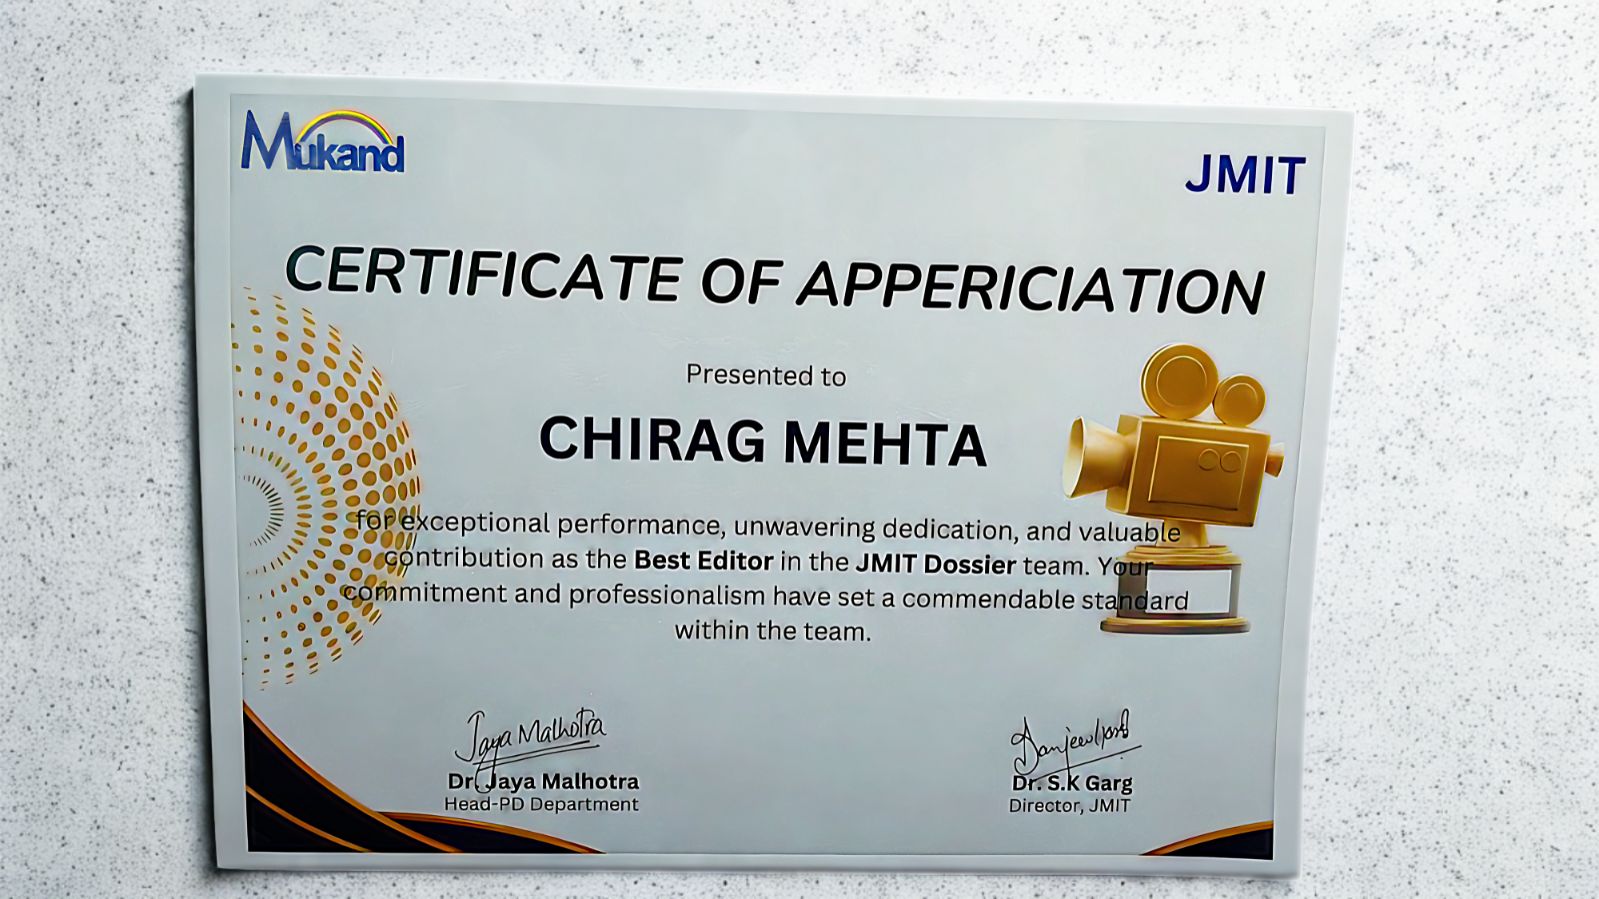 Mukand
JMIT
CERTIFICATE OF APPERICIATION
Presented to
CHIRAG MEHTA
for exceptional performance, unwavering dedication, and valuable
contribution as the Best Editor in the JMIT Dossier team. Your
commitment and professionalism have set a commendable standard
within the team.
Jaya Malhotra
Dr. Jaya Malhotra
Head-PD Department
Dr. S.K Garg
Director, JMIT